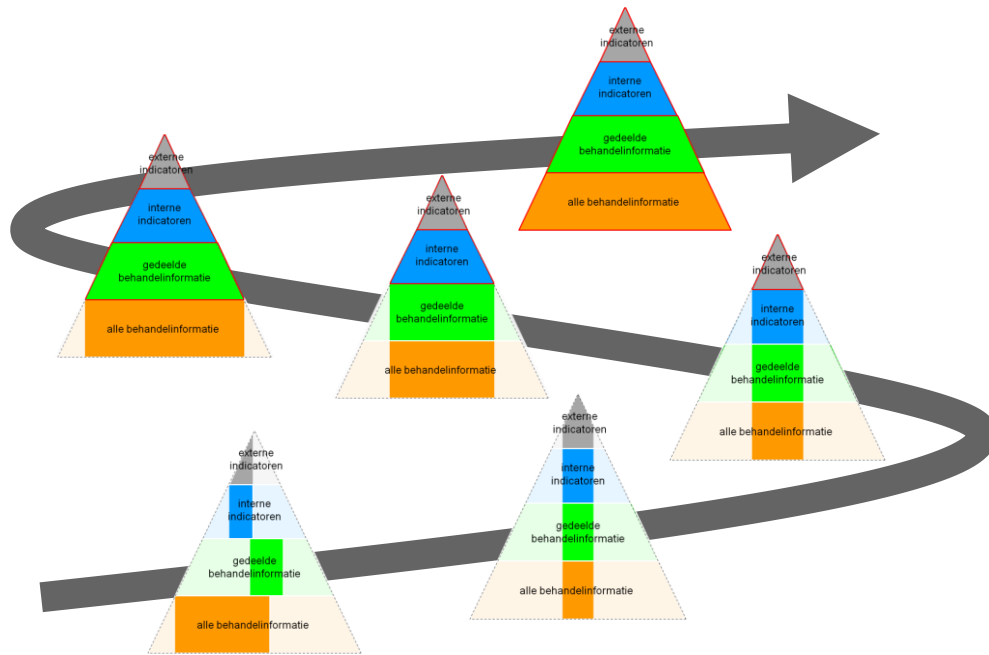 externe
indicatoren
interne
indicatoren
gedeelde
behandelinformatie
alle behandelinformatie
externe
indicatoren
interne
indicatoren
gedeelde
behandelinformatie
alle behandelinformatie
externe
indicatoren
interne
indicatoren
gedeelde
behandelinformatie
alle behandelinformatie
externe
indicatoren
interne
indicatoren
gedeelde
behandelinformatie
alle behandelinformatie
externe
indicatoren
interne
indicatoren
gedeelde
behandelinformatie
alle behandelinformatie
externe
indicatoren
interne
indicatoren
gedeelde
behandelinformatie
alle behandelinformatie